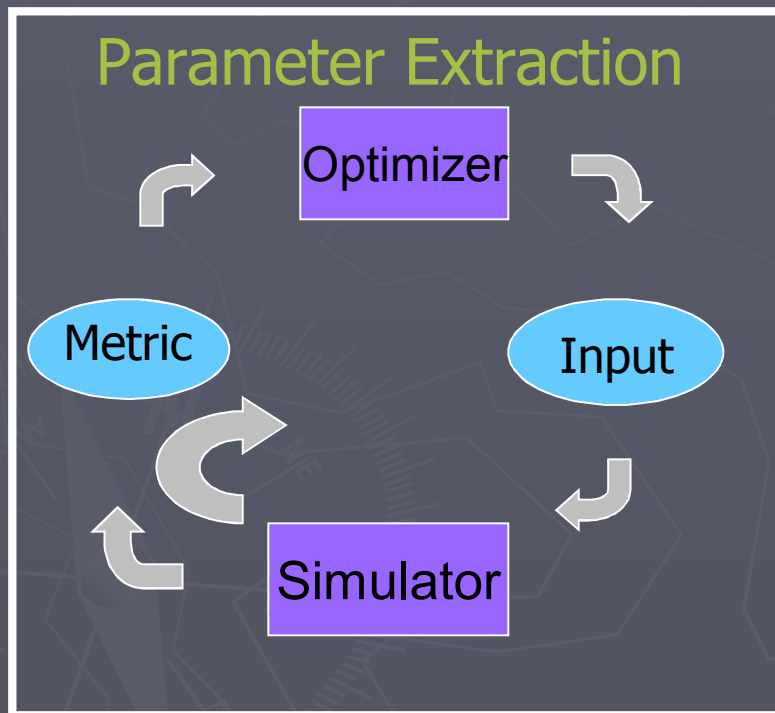 Parameter Extraction
Optimizer
Metric
Input
Simulator